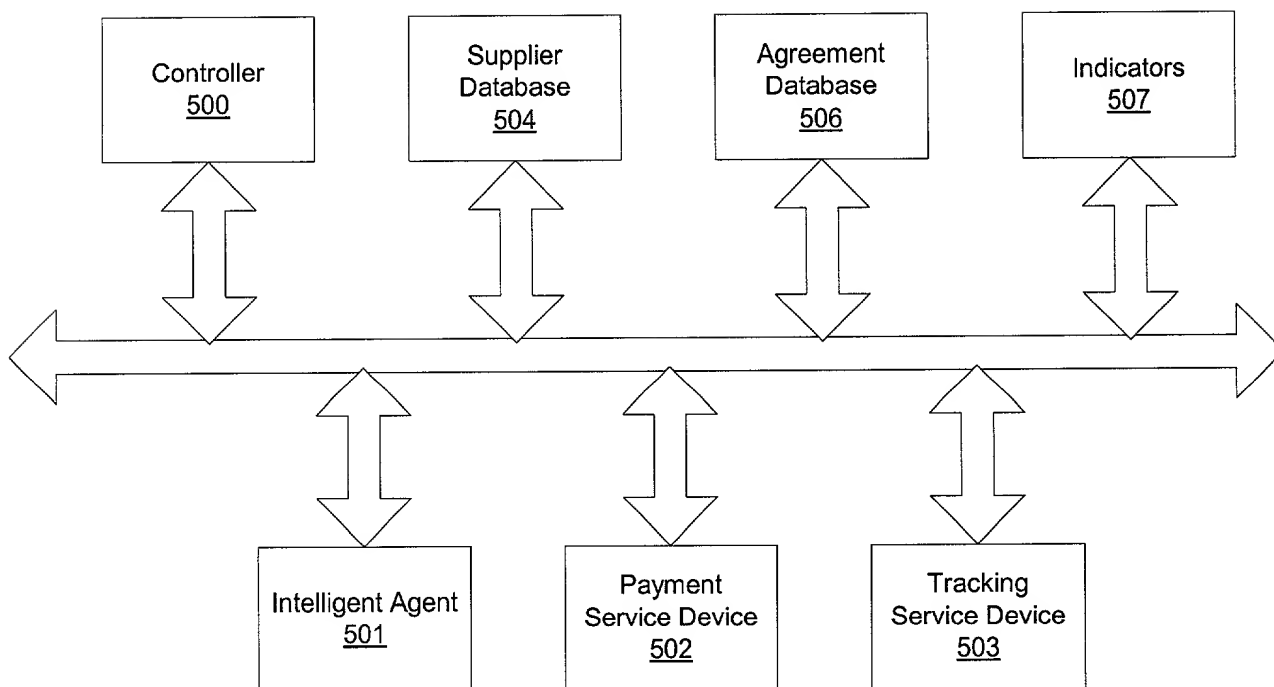 Controller
500
Supplier
Database
504
Agreement
Database
506
Indicators
507
Intelligent Agent
501
Payment
Service Device
502
Tracking
Service Device
503